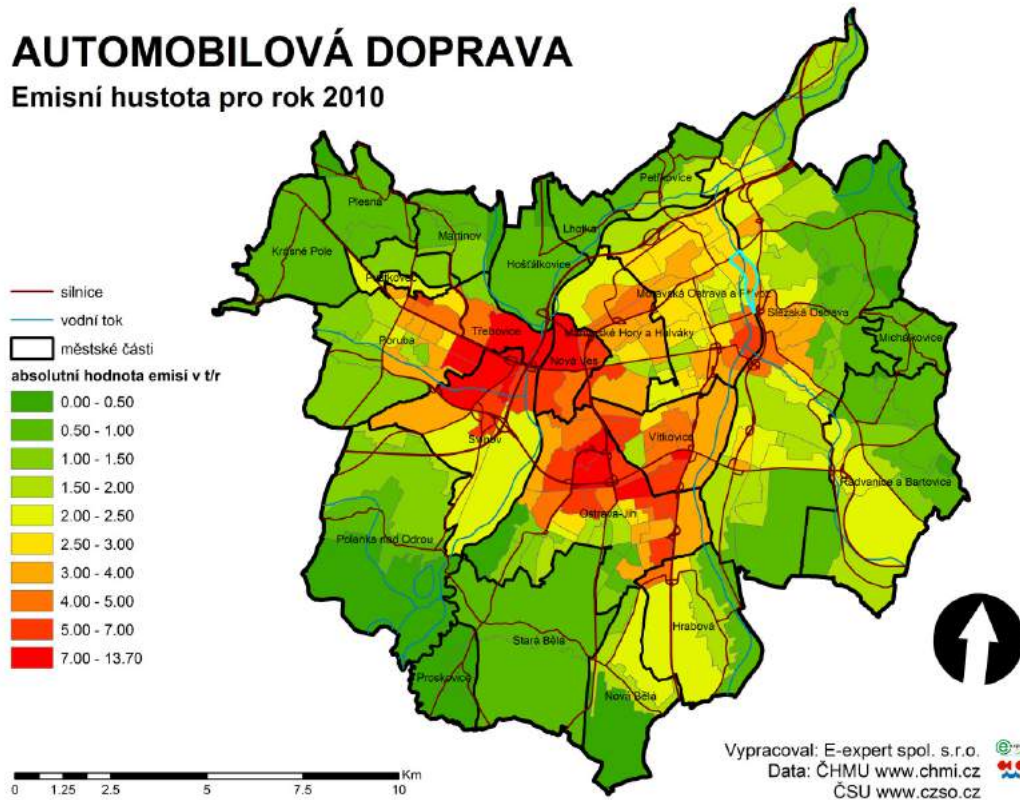 AUTOMOBILOVÁ DOPRAVA
Emisní hustota pro rok 2010
Petřkovice
Plesná
Martinov
Lhotka
Krásné Pole
Hošťálkovice
Pustkovec
silnice
vodní tok
městské části
absolutní hodnota emisí v t/r
Moravská Ostrava a Přívoz
Slezská Ostrava
Třebovice
Hory a Hulváky
Michálkovice
Poruba
Nová Ves
0.00 - 0.50
0.50 - 1.00
1.00 - 1.50
1.50 - 2.00
2.00 - 2.50
2.50 - 3.00
3.00 - 4.00
4.00 - 5.00
5.00 - 7.00
7.00 - 13.70
Svinov
Vítkovice
Radvanice a Bartovice
Ostrava-Jih
Polanka nad Odrou
Hrabová
Stará Bělá
Proskovice
Nová Bělá
Km
0 1.25 2.5 5 7.5 10
Vypracoval: E-expert spol. s.r.o.
Data: ČHMU www.chmi.cz
ČSU www.czso.cz